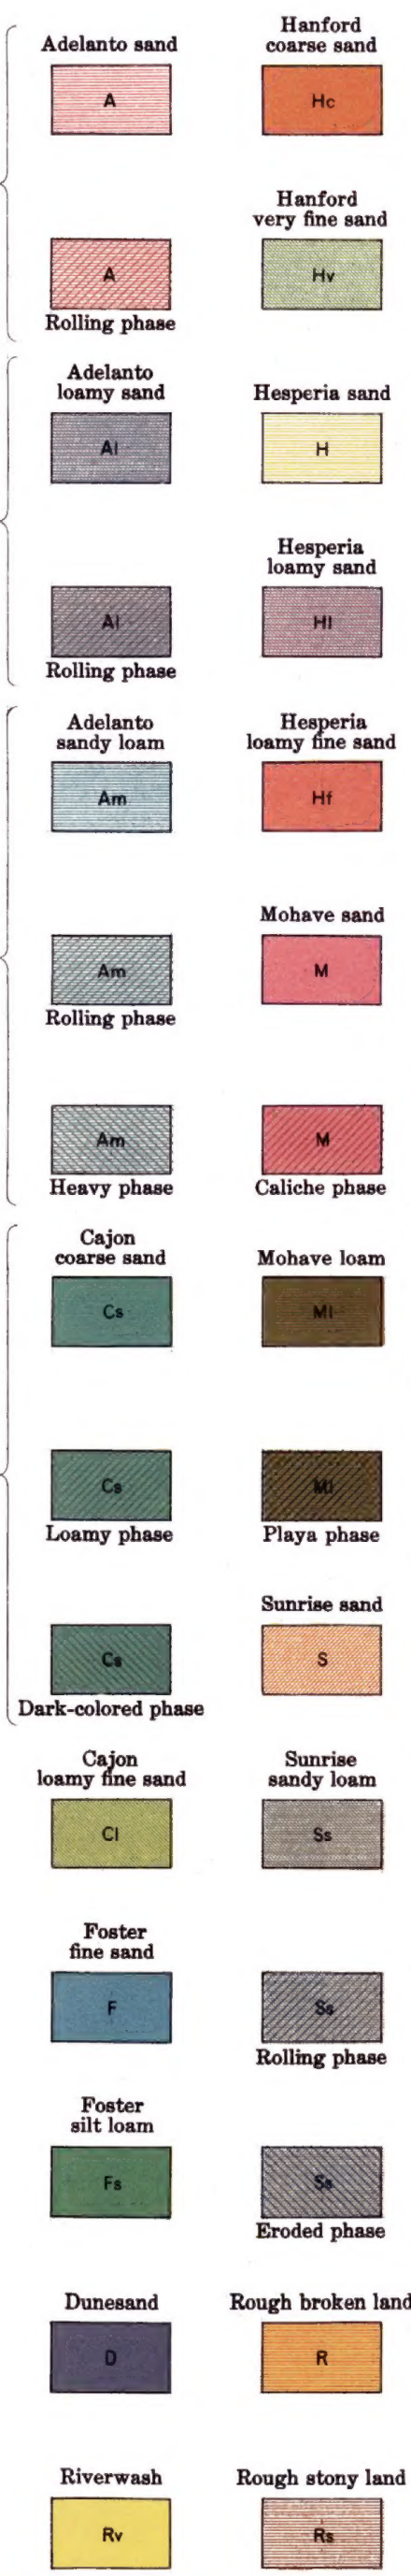 Adelanto sand
A
A
Rolling phase
Adelanto
loamy sand
Al
Al
Rolling phase
Adelanto
sandy loam
Am
Am
Rolling phase
Am
Heavy phase
Cajon
coarse sand
Cs
Cs
Loamy phase
Cs
Dark-colored phase
Cajon
loamy fine sand
Cl
Foster
fine sand
F
Foster
silt loam
Fs
Dunesand
D
Riverwash
Rv
Hanford
coarse sand
Hc
Hanford
very fine sand
Hv
Hesperia sand
H
Hesperia
loamy sand
Hl
Hesperia
loamy fine sand
Hf
Mohave sand
M
M
Caliche phase
Mohave loam
Ml
Ml
Playa phase
Sunrise sand
S
Sunrise
sandy loam
Ss
Ss
Rolling phase
Ss
Eroded phase
Rough broken land
R
Rough stony land
Rs